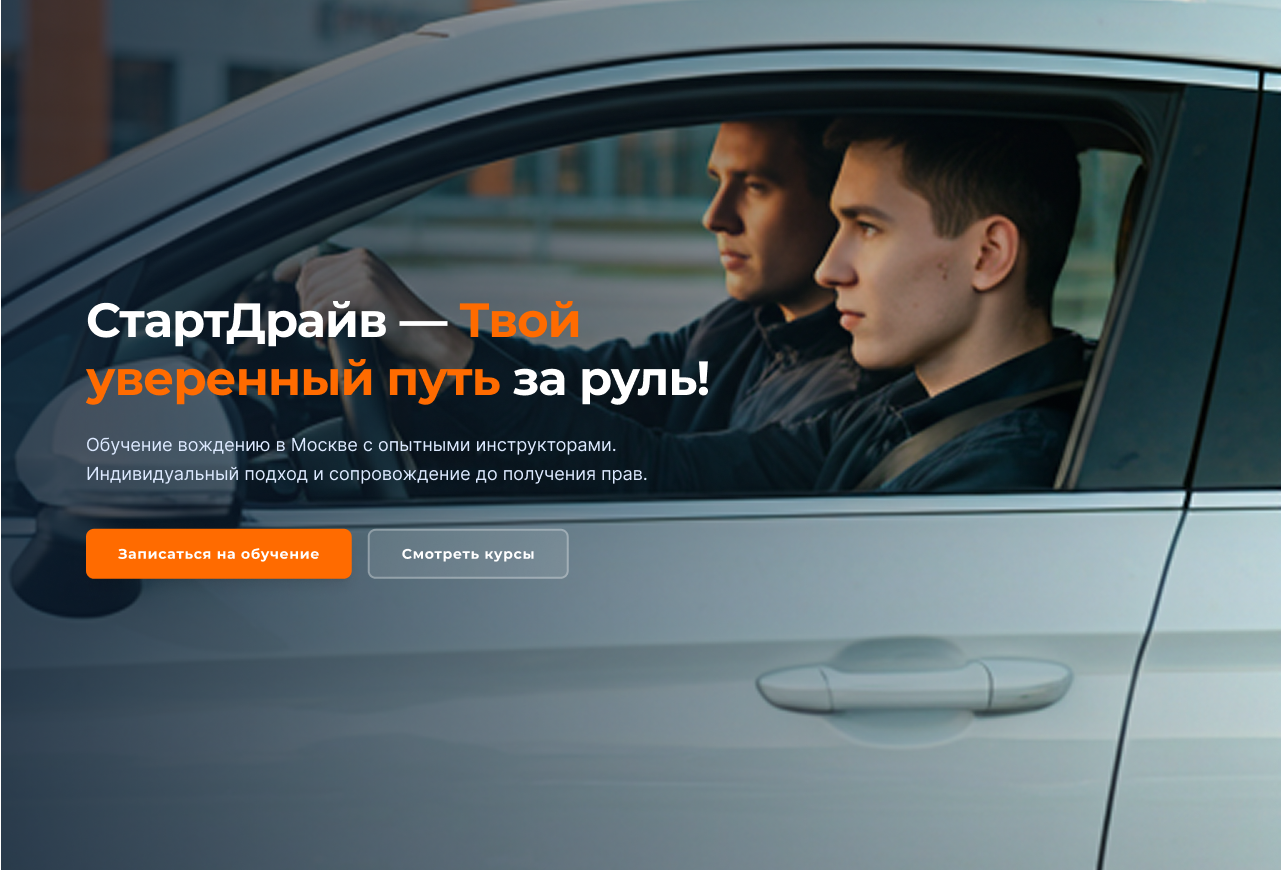 СтартДрайв — Твой
уверенный путь за руль!
Обучение вождению в Москве с опытными инструкторами.
Индивидуальный подход и сопровождение до получения прав.
Записаться на обучение
Смотреть курсы